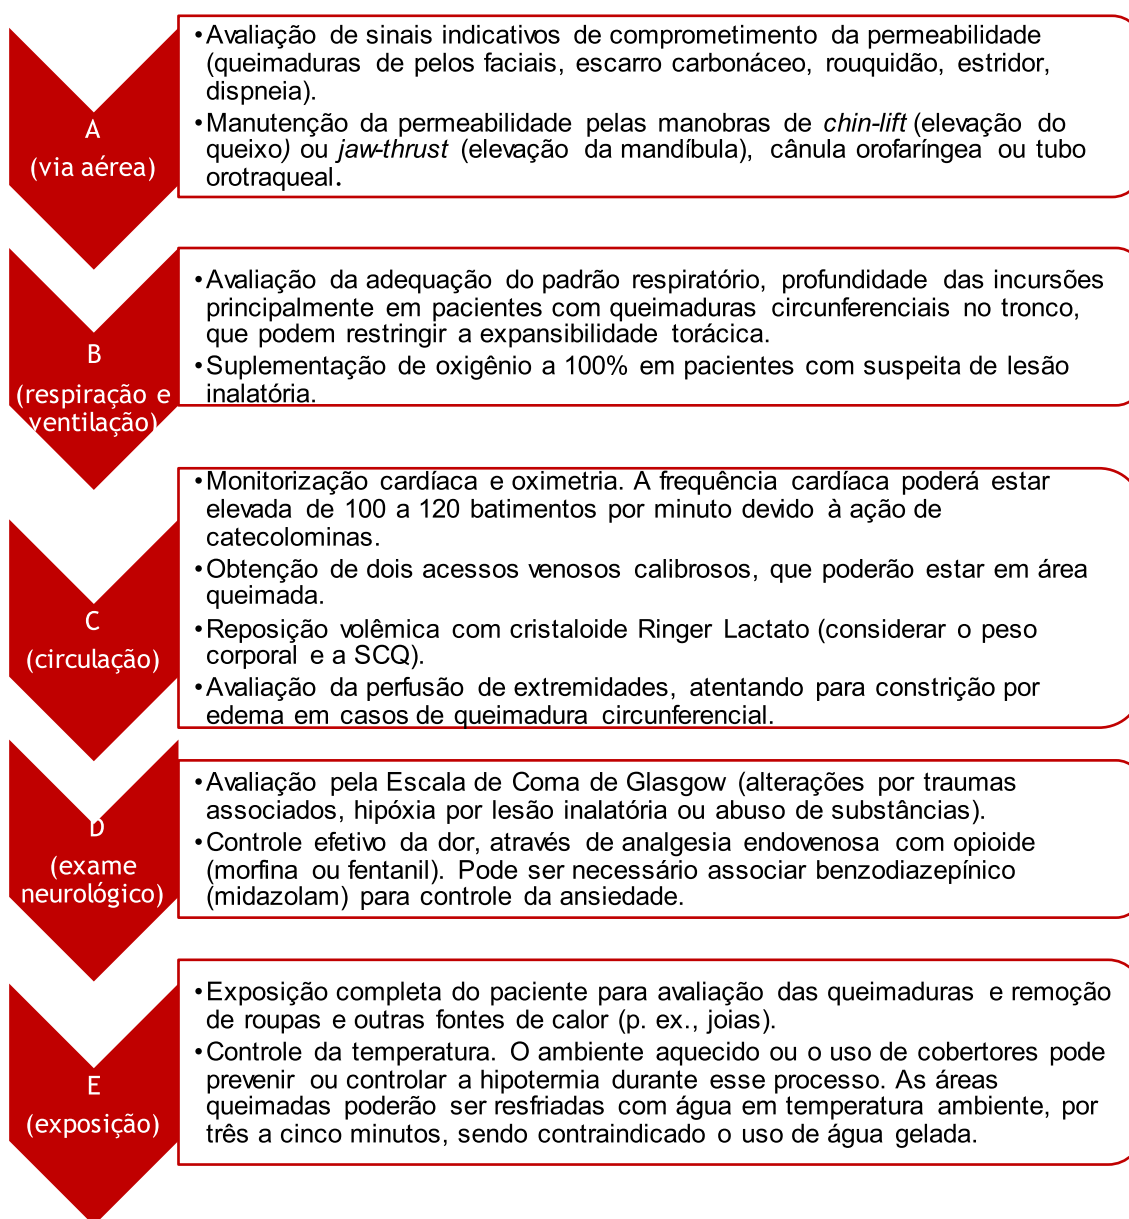 A
(via aérea)
•Avaliação de sinais indicativos de comprometimento da permeabilidade
(queimaduras de pelos faciais, escarro carbonáceo, rouquidão, estridor,
dispneia).
•Manutenção da permeabilidade pelas manobras de chin-lift (elevação do
queixo) ou jaw-thrust (elevação da mandíbula), cânula orofaríngea ou tubo
orotraqueal.
B
(respiração e
ventilação)
•Avaliação da adequação do padrão respiratório, profundidade das incursões
principalmente em pacientes com queimaduras circunferenciais no tronco,
que podem restringir a expansibilidade torácica.
•Suplementação de oxigênio a 100% em pacientes com suspeita de lesão
inalatória.
C
(circulação)
•Monitorização cardíaca e oximetria. A frequência cardíaca poderá estar
elevada de 100 a 120 batimentos por minuto devido à ação de
catecolominas.
•Obtenção de dois acessos venosos calibrosos, que poderão estar em área
queimada.
•Reposição volêmica com cristaloide Ringer Lactato (considerar o peso
corporal e a SCQ).
•Avaliação da perfusão de extremidades, atentando para constrição por
edema em casos de queimadura circunferencial.
D
(exame
neurológico)
•Avaliação pela Escala de Coma de Glasgow (alterações por traumas
associados, hipóxia por lesão inalatória ou abuso de substâncias).
•Controle efetivo da dor, através de analgesia endovenosa com opioide
(morfina ou fentanil). Pode ser necessário associar benzodiazepínico
(midazolam) para controle da ansiedade.
E
(exposição)
•Exposição completa do paciente para avaliação das queimaduras e remoção
de roupas e outras fontes de calor (p. ex., joias).
•Controle da temperatura. O ambiente aquecido ou o uso de cobertores pode
prevenir ou controlar a hipotermia durante esse processo. As áreas
queimadas poderão ser resfriadas com água em temperatura ambiente, por
três a cinco minutos, sendo contraindicado o uso de água gelada.